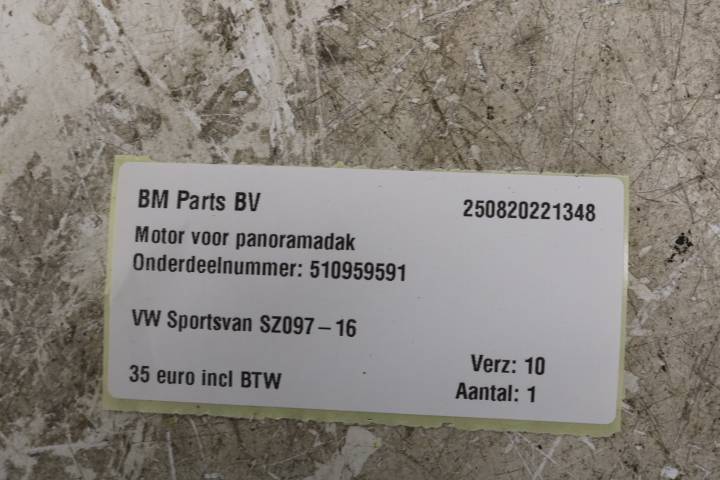 BM Parts BV 250820221348
Motor voor panoramadak
Onderdeelnummer: 510959591
VW Sportsvan SZ097 – 16
Verz: 10
35 euro incl BTW
Aantal: 1